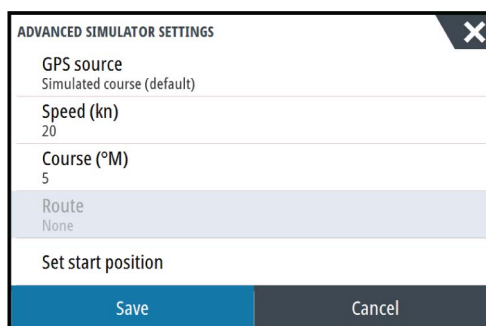 ADVANCED SIMULATOR SETTINGS
GPS source
Simulated course (default)
Speed (kn)
20
Course (°M)
5
Route
None
Set start position
Save
Cancel